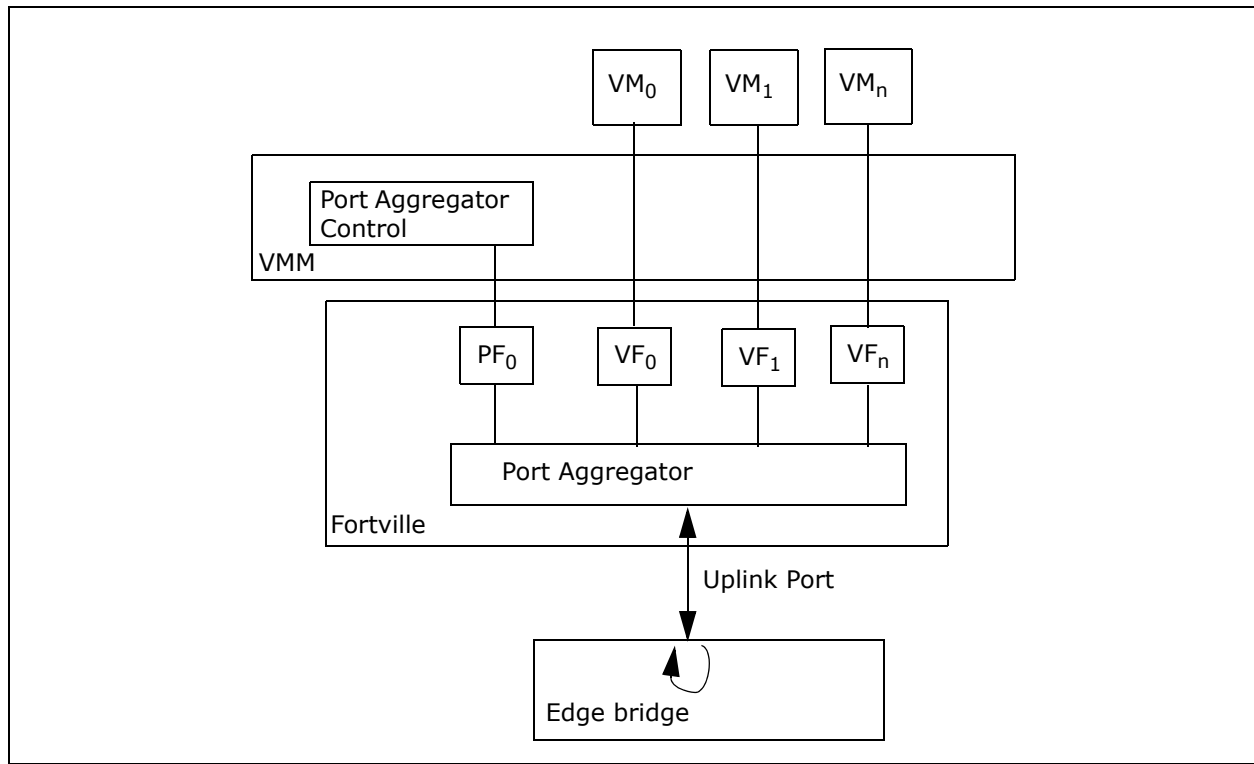 VM₀
VM₁
VMₙ
Port Aggregator
Control
VMM
PF₀
VF₀
VF₁
VFₙ
Port Aggregator
Fortville
Uplink Port
Edge bridge